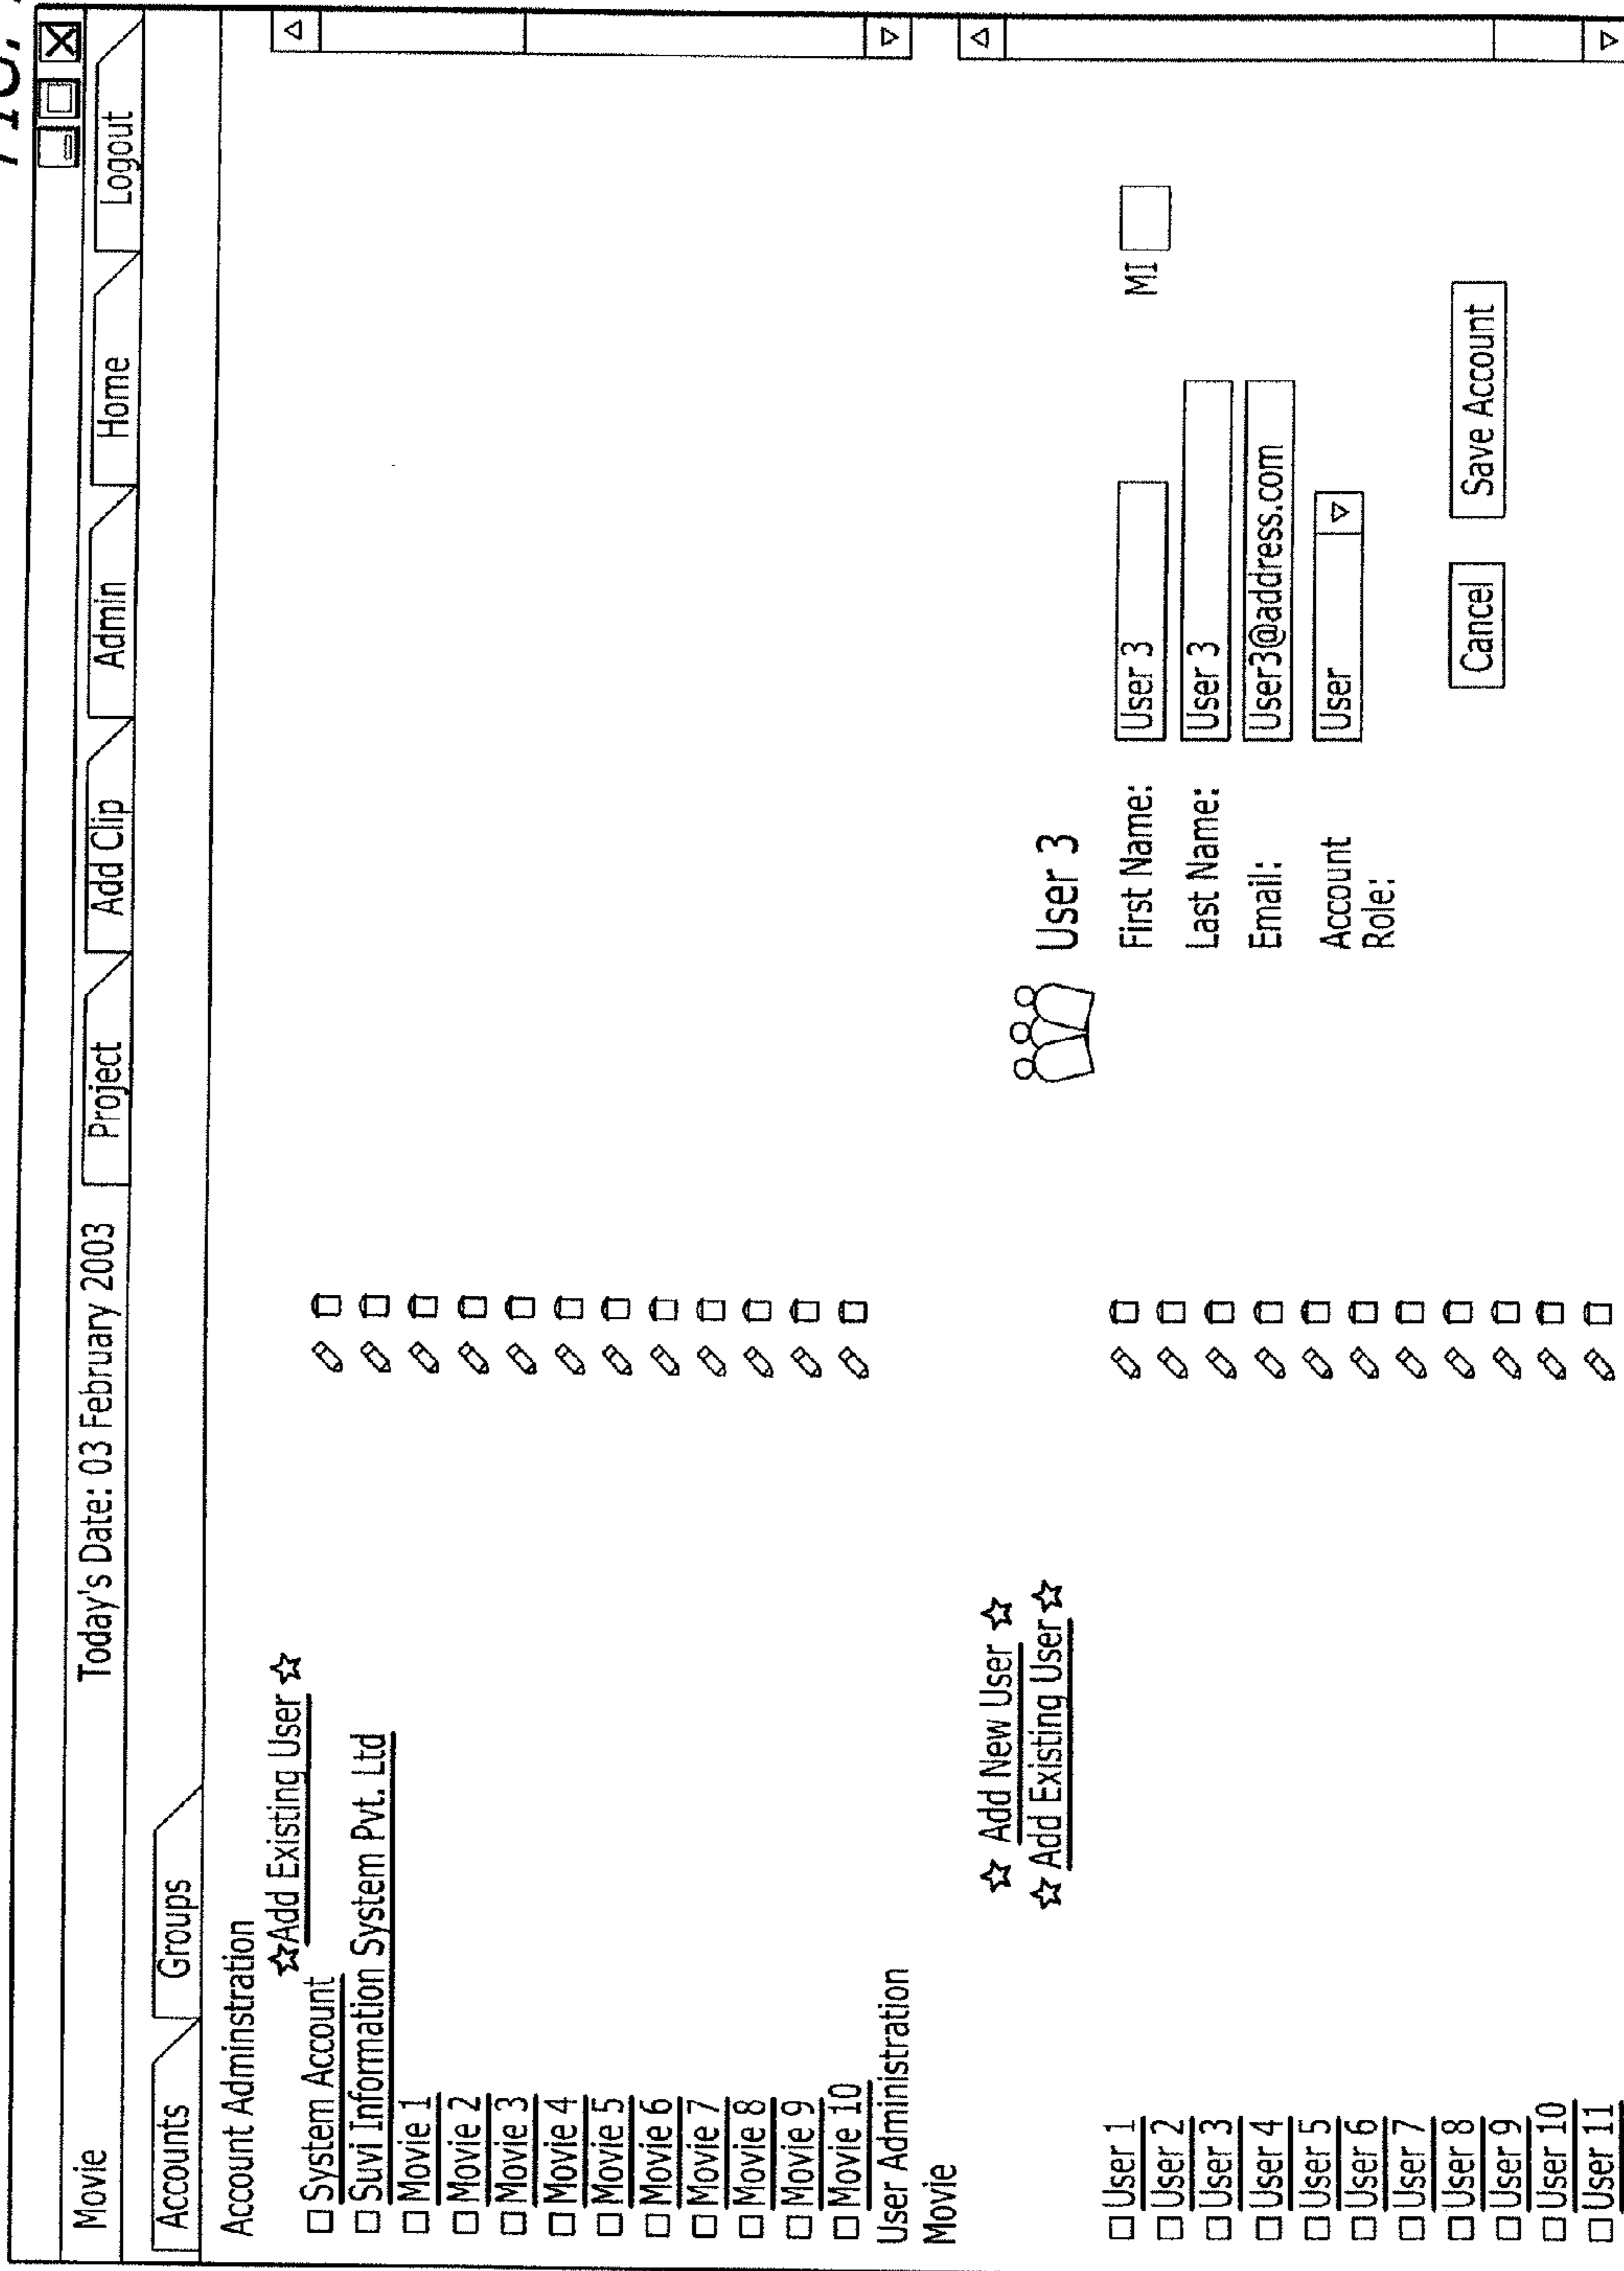 FIG.
Movie
Today's Date: 03 February 2003
Project
Add Clip
Admin
Home
Logout
Accounts
Groups
Account Adminstration
Add Existing User
System Account
Suvi Information System Pvt. Ltd
Movie 1
Movie 2
Movie 3
Movie 4
Movie 5
Movie 6
Movie 7
Movie 8
Movie 9
Movie 10
User Administration
Movie
Add New User
Add Existing User
User 1
User 2
User 3
User 4
User 5
User 6
User 7
User 8
User 9
User 10
User 11
User 3
First Name: User 3 MI
Last Name: User 3
Email: User3@address.com
Account Role: User
Cancel
Save Account